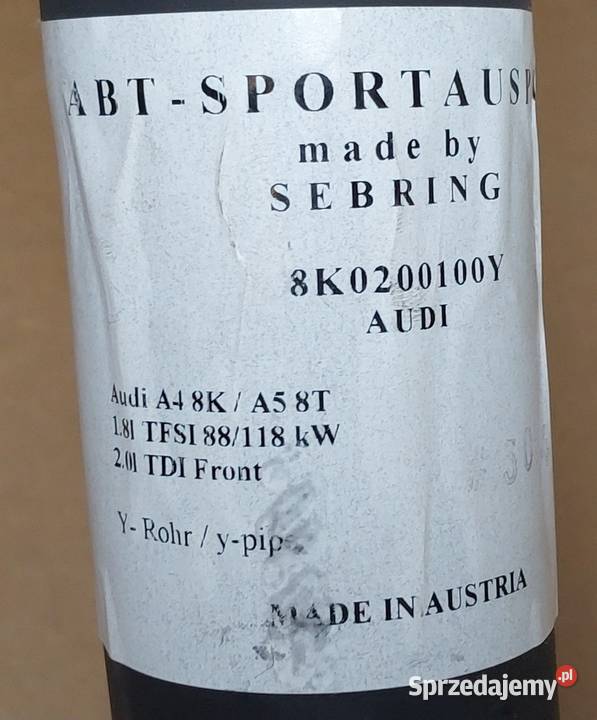 ABT-SPORTAUSP
made by
SEBRING
8K0200100Y
AUDI
Audi A4 8K / A5 8T
1.8l TFSI 88/118 kW
2.0l TDI Front
Y- Rohr / y-pipe
MADE IN AUSTRIA
Sprzedajemy.pl